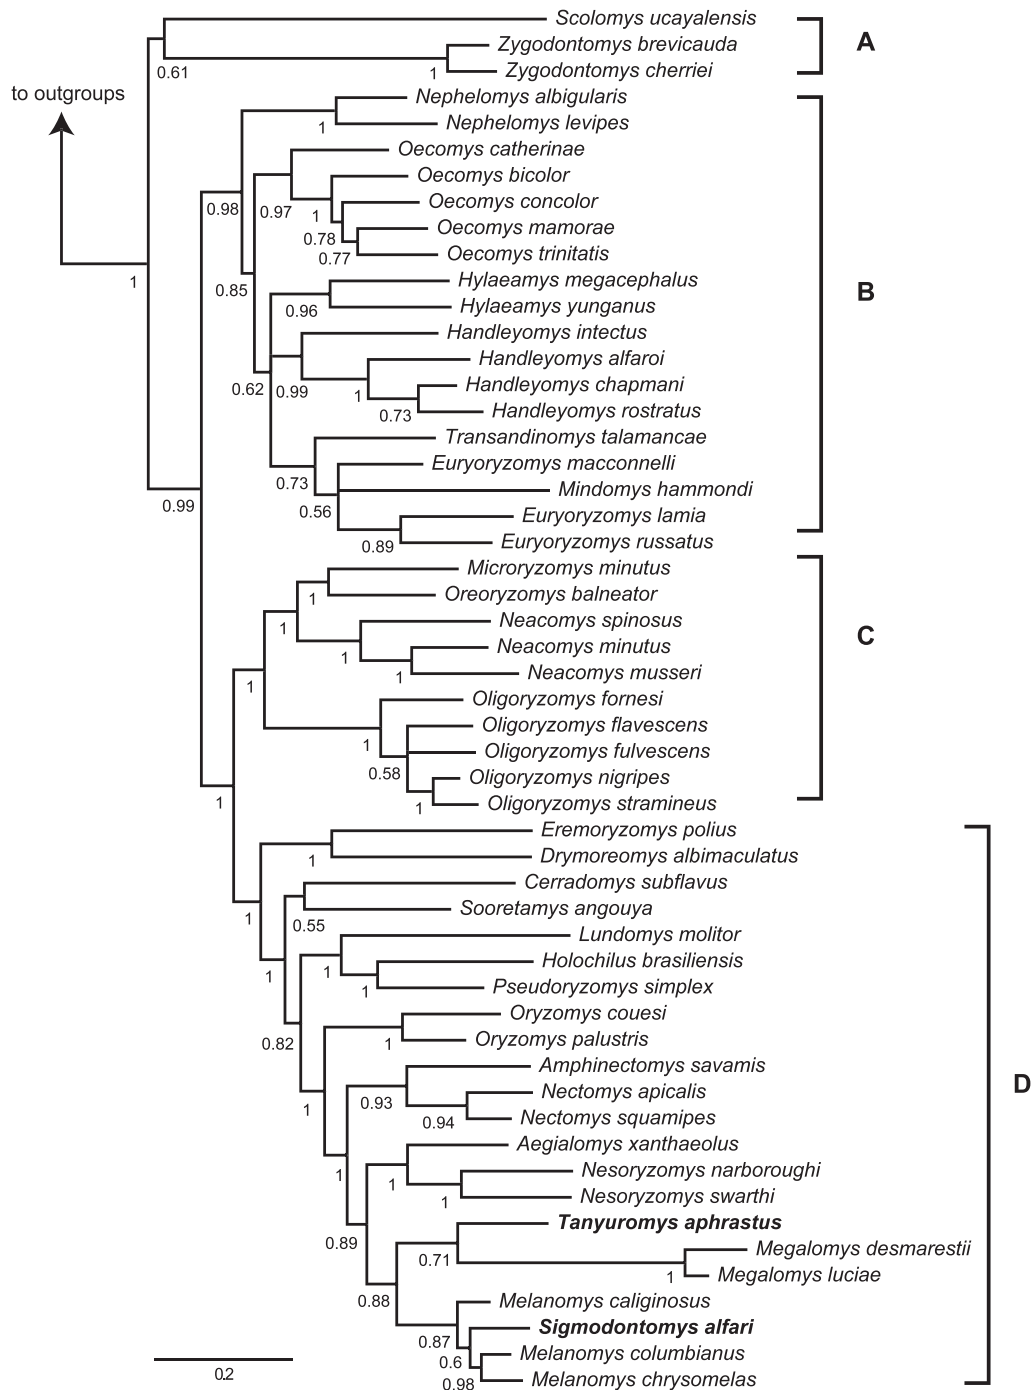 Scolomys ucayalensis
A
Zygodontomys brevicauda
0.61
1
Zygodontomys cherriei
to outgroups
Nephelomys albigularis
1
Nephelomys levipes
Oecomys catherinae
Oecomys bicolor
0.98
0.97
1
Oecomys concolor
0.78
Oecomys mamorae
0.77
Oecomys trinitatis
1
Hylaeamys megacephalus
0.85
B
0.96
Hylaeamys yunganus
Handleyomys intectus
Handleyomys alfaroi
0.62
0.99
1
Handleyomys chapmani
0.73
Handleyomys rostratus
Transandinomys talamancae
Euryoryzomys macconnelli
0.73
Mindomys hammondi
0.99
0.56
Euryoryzomys lamia
0.89
Euryoryzomys russatus
Microryzomys minutus
1
Oreoryzomys balneator
1
Neacomys spinosus
C
1
Neacomys minutus
1
1
Neacomys musseri
Oligoryzomys fornesi
Oligoryzomys flavescens
1
Oligoryzomys fulvescens
0.58
Oligoryzomys nigripes
1
1
Oligoryzomys stramineus
Eremoryzomys polius
1
Drymoreomys albimaculatus
Cerradomys subflavus
1
Sooretamys angouya
0.55
Lundomys molitor
Holochilus brasiliensis
1
1
1
Pseudoryzomys simplex
Oryzomys couesi
0.82
1
Oryzomys palustris
Amphinectomys savamis
D
Nectomys apicalis
1
0.93
0.94
Nectomys squamipes
Aegialomys xanthaeolus
1
Nesoryzomys narboroughi
1
1
Nesoryzomys swarthi
Tanyuromys aphrastus
0.89
Megalomys desmarestii
0.71
1
Megalomys luciae
0.88
Melanomys caliginosus
Sigmodontomys alfari
0.87
Melanomys columbianus
0.6
0.2
Melanomys chrysomelas
0.98